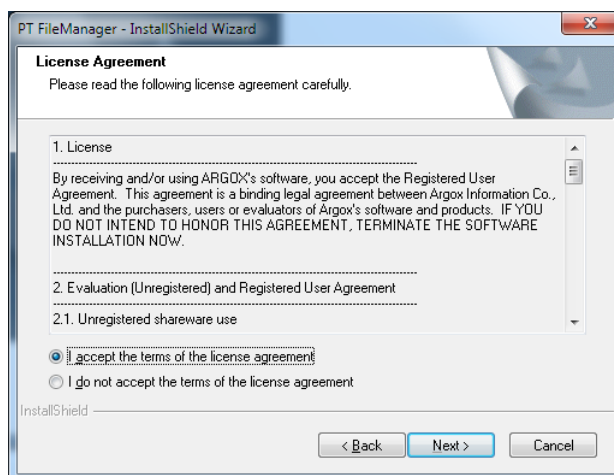 PT FileManager - InstallShield Wizard
License Agreement
Please read the following license agreement carefully.
1. License
--------------------------------------------------------------------------------
By receiving and/or using ARGOX's software, you accept the Registered User
Agreement. This agreement is a binding legal agreement between Argox Information Co.,
Ltd. and the purchasers, users or evaluators of Argox's software and products. IF YOU
DO NOT INTEND TO HONOR THIS AGREEMENT, TERMINATE THE SOFTWARE
INSTALLATION NOW.
--------------------------------------------------------------------------------
2. Evaluation (Unregistered) and Registered User Agreement
--------------------------------------------------------------------------------
2.1. Unregistered shareware use
I accept the terms of the license agreement
I do not accept the terms of the license agreement
InstallShield
< Back
Next >
Cancel